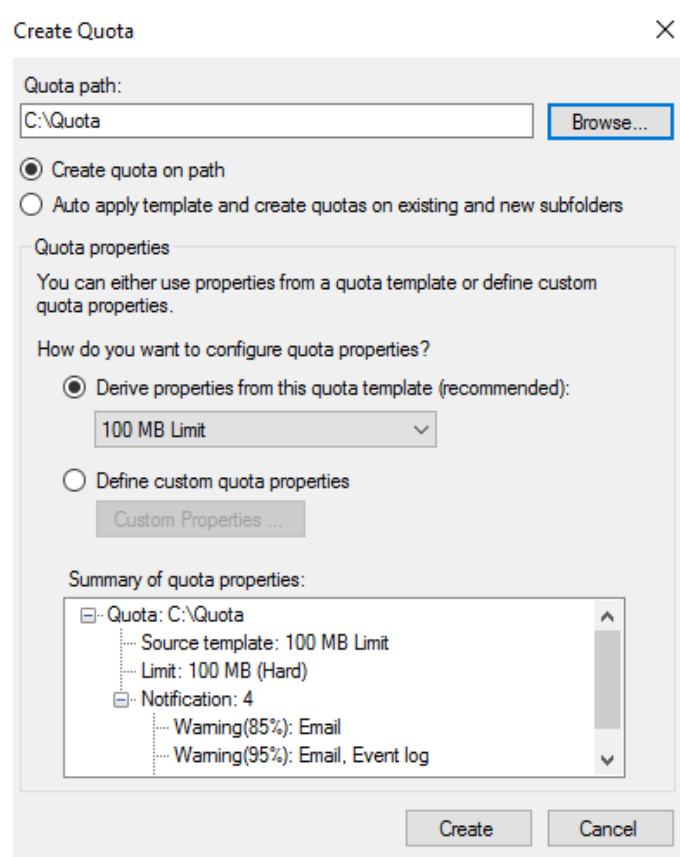 Create Quota
Quota path:
C:\Quota
Browse...
Create quota on path
Auto apply template and create quotas on existing and new subfolders
Quota properties
You can either use properties from a quota template or define custom
quota properties.
How do you want to configure quota properties?
Derive properties from this quota template (recommended):
100 MB Limit
Define custom quota properties
Custom Properties ...
Summary of quota properties:
Quota: C:\Quota
Source template: 100 MB Limit
Limit: 100 MB (Hard)
Notification: 4
Warning(85%): Email
Warning(95%): Email, Event log
Create
Cancel